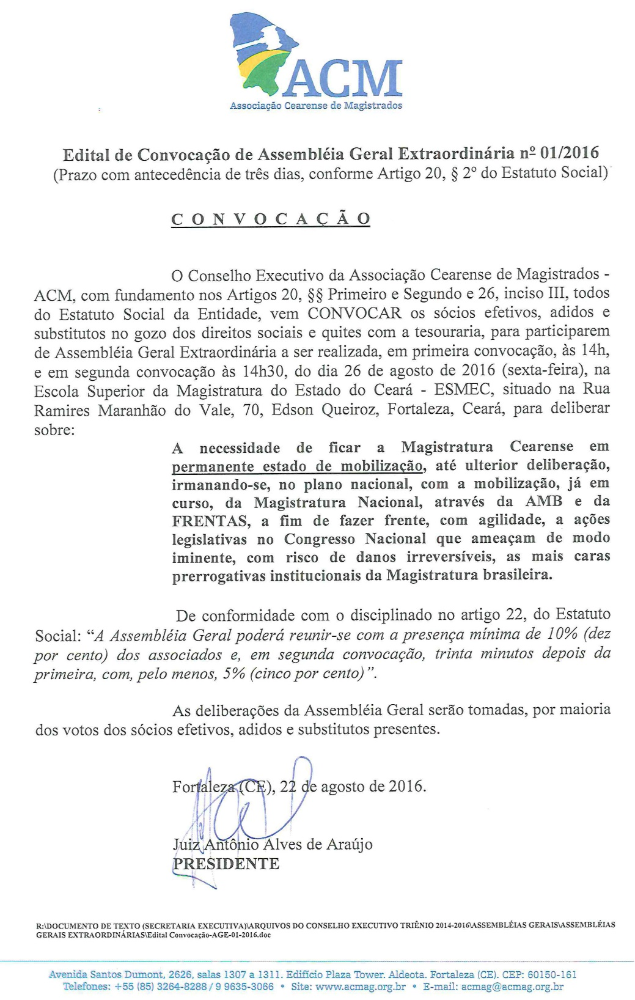 ACM
Associação Cearense de Magistrados
Edital de Convocação de Assembléia Geral Extraordinária nº 01/2016
(Prazo com antecedência de três dias, conforme Artigo 20, § 2º do Estatuto Social)
C O N V O C A Ç Ã O
O Conselho Executivo da Associação Cearense de Magistrados -
ACM, com fundamento nos Artigos 20, §§ Primeiro e Segundo e 26, inciso III, todos
do Estatuto Social da Entidade, vem CONVOCAR os sócios efetivos, adidos e
substitutos no gozo dos direitos sociais e quites com a tesouraria, para participarem
de Assembléia Geral Extraordinária a ser realizada, em primeira convocação, às 14h,
e em segunda convocação às 14h30, do dia 26 de agosto de 2016 (sexta-feira), na
Escola Superior da Magistratura do Estado do Ceará - ESMEC, situado na Rua
Ramires Maranhão do Vale, 70, Edson Queiroz, Fortaleza, Ceará, para deliberar
sobre:
A necessidade de ficar a Magistratura Cearense em
permanente estado de mobilização, até ulterior deliberação,
irmanando-se, no plano nacional, com a mobilização, já em
curso, da Magistratura Nacional, através da AMB e da
FRENTAS, a fim de fazer frente, com agilidade, a ações
legislativas no Congresso Nacional que ameaçam de modo
iminente, com risco de danos irreversíveis, as mais caras
prerrogativas institucionais da Magistratura brasileira.
De conformidade com o disciplinado no artigo 22, do Estatuto
Social: “A Assembléia Geral poderá reunir-se com a presença mínima de 10% (dez
por cento) dos associados e, em segunda convocação, trinta minutos depois da
primeira, com, pelo menos, 5% (cinco por cento)”.
As deliberações da Assembléia Geral serão tomadas, por maioria
dos votos dos sócios efetivos, adidos e substitutos presentes.
Fortaleza (CE), 22 de agosto de 2016.
Juiz Antônio Alves de Araújo
PRESIDENTE
R:\DOCUMENTO DE TEXTO (SECRETARIA EXECUTIVA)\ARQUIVOS DO CONSELHO EXECUTIVO TRIÊNIO 2014-2016\ASSEMBLÉIAS GERAIS\ASSEMBLÉIAS
GERAIS EXTRAORDINÁRIAS\Edital Convocação-AGE-01-2016.doc
Avenida Santos Dumont, 2626, salas 1307 a 1311. Edifício Plaza Tower. Aldeota. Fortaleza (CE). CEP: 60150-161
Telefones: +55 (85) 3264-8288 / 9 9635-3066 • Site: www.acmag.org.br • E-mail: acmag@acmag.org.br